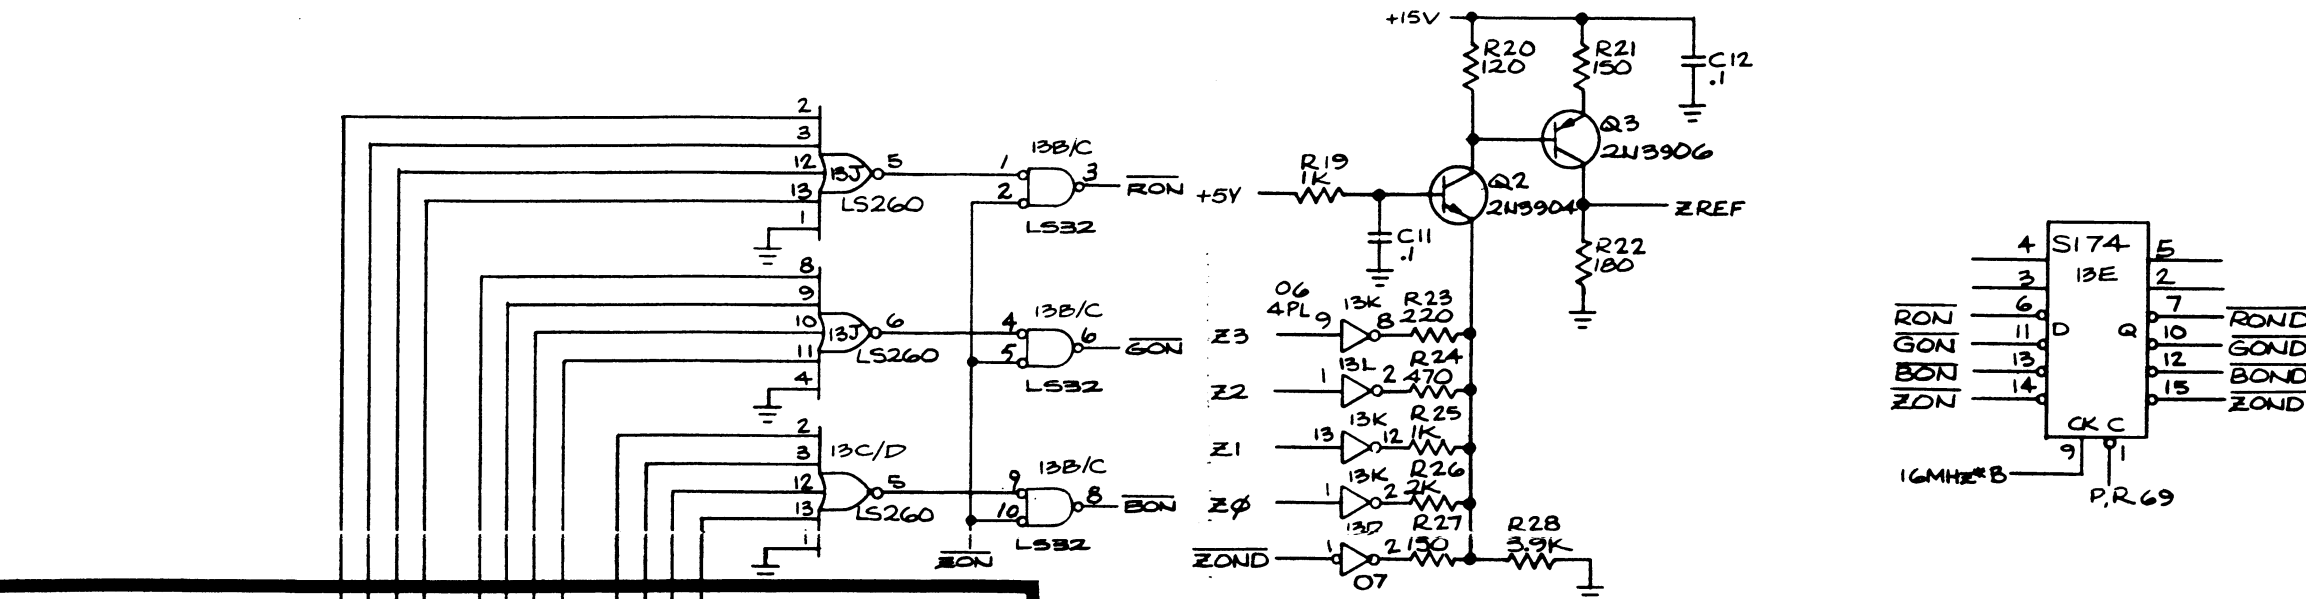 +15V
R20
120
R21
150
C12
.1
Q3
2N3906
2
3
12
13
1
13J
5
LS260
13B/C
1
2
3
LS32
RON
+5V
R19
1K
Q2
2N3904
C11
.1
ZREF
R22
180
8
9
10
11
4
13J
6
LS260
13B/C
4
5
6
LS32
GON
2
3
12
13
1
13C/D
5
LS260
13B/C
9
10
8
LS32
BON
ZON
06
4PL
Z3
9
13K
8
R23
220
Z2
1
13L
2
R24
470
Z1
13
13K
12
R25
1K
ZØ
1
13K
2
R26
2K
ZOND
1
13D
2
07
R27
150
R28
3.9K
S174
13E
4
5
3
2
RON
6
7
ROND
GON
11
D
Q
10
GOND
BON
13
12
BOND
ZON
14
15
ZOND
CK C
9
1
16MHz*B
P,R69